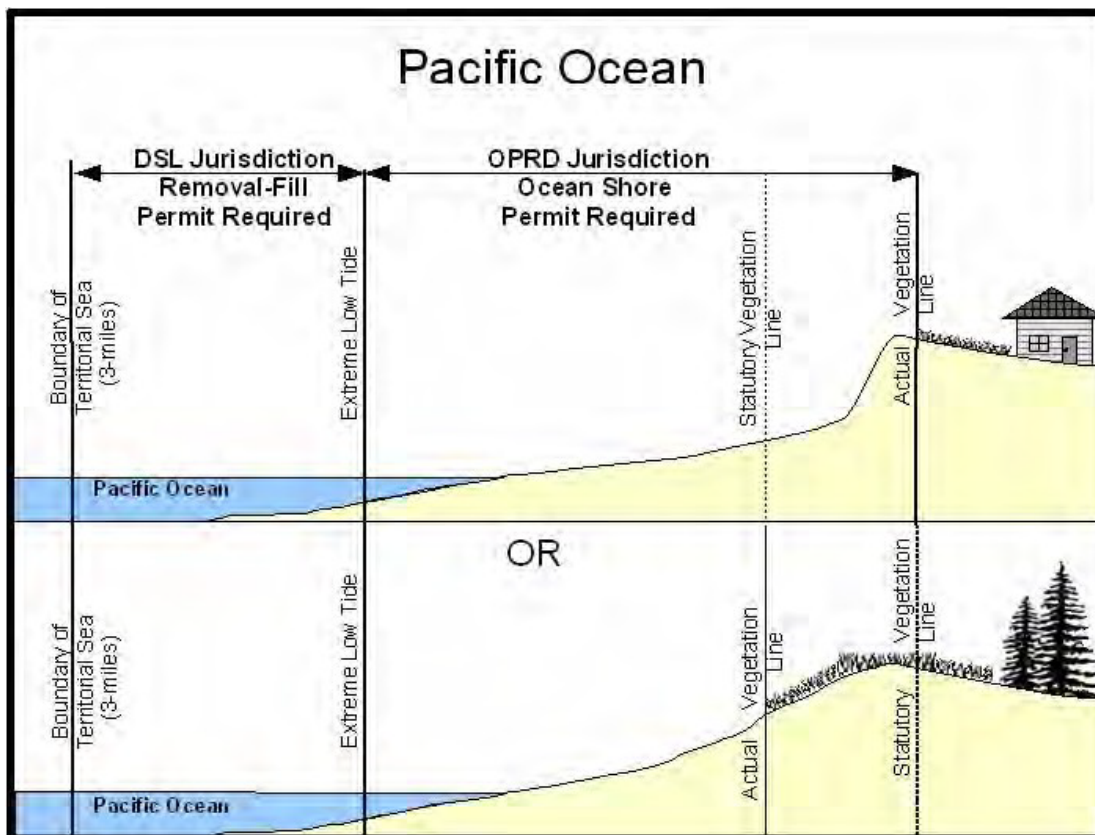 Pacific Ocean
DSL Jurisdiction
Removal-Fill
Permit Required
OPRD Jurisdiction
Ocean Shore
Permit Required
Boundary of
Territorial Sea
(3-miles)
Extreme Low Tide
Statutory Vegetation
Line
Actual Vegetation
Line
Pacific Ocean
OR
Boundary of
Territorial Sea
(3-miles)
Extreme Low Tide
Actual Vegetation
Line
Statutory Vegetation
Line
Pacific Ocean